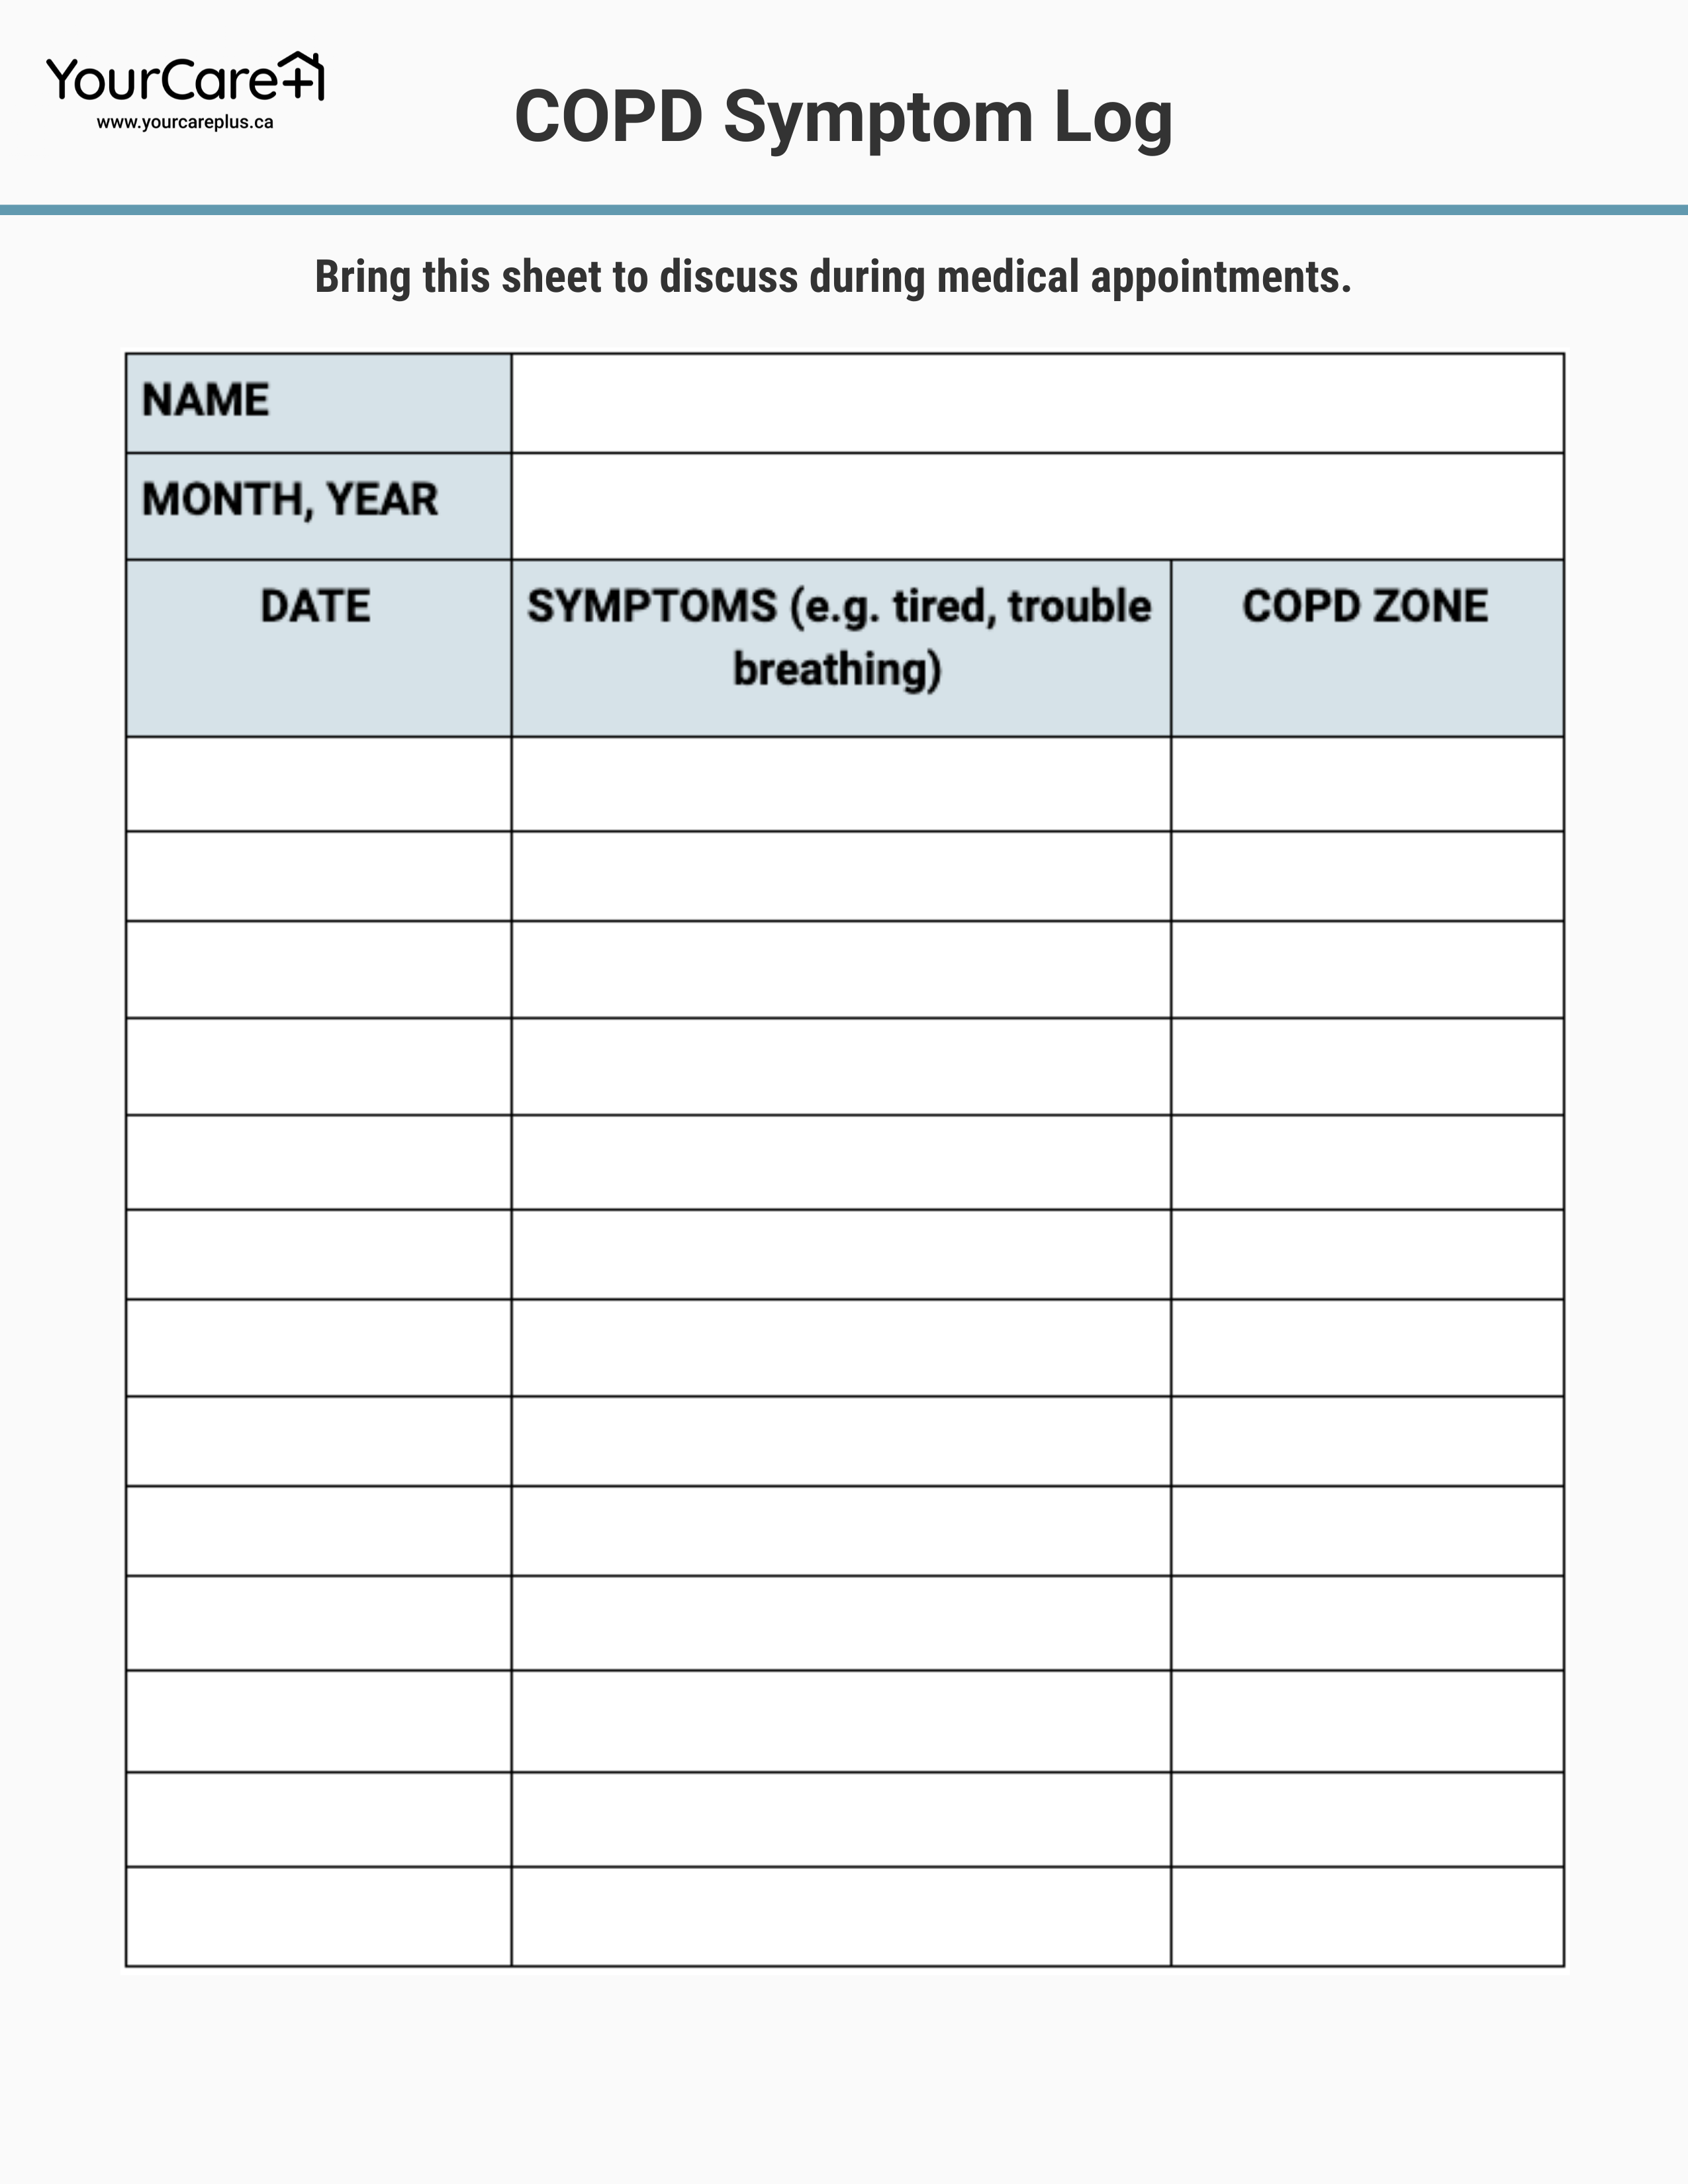 YourCare+
www.yourcareplus.ca
COPD Symptom Log
Bring this sheet to discuss during medical appointments.
NAME
MONTH, YEAR
DATE
SYMPTOMS (e.g. tired, trouble
breathing)
COPD ZONE